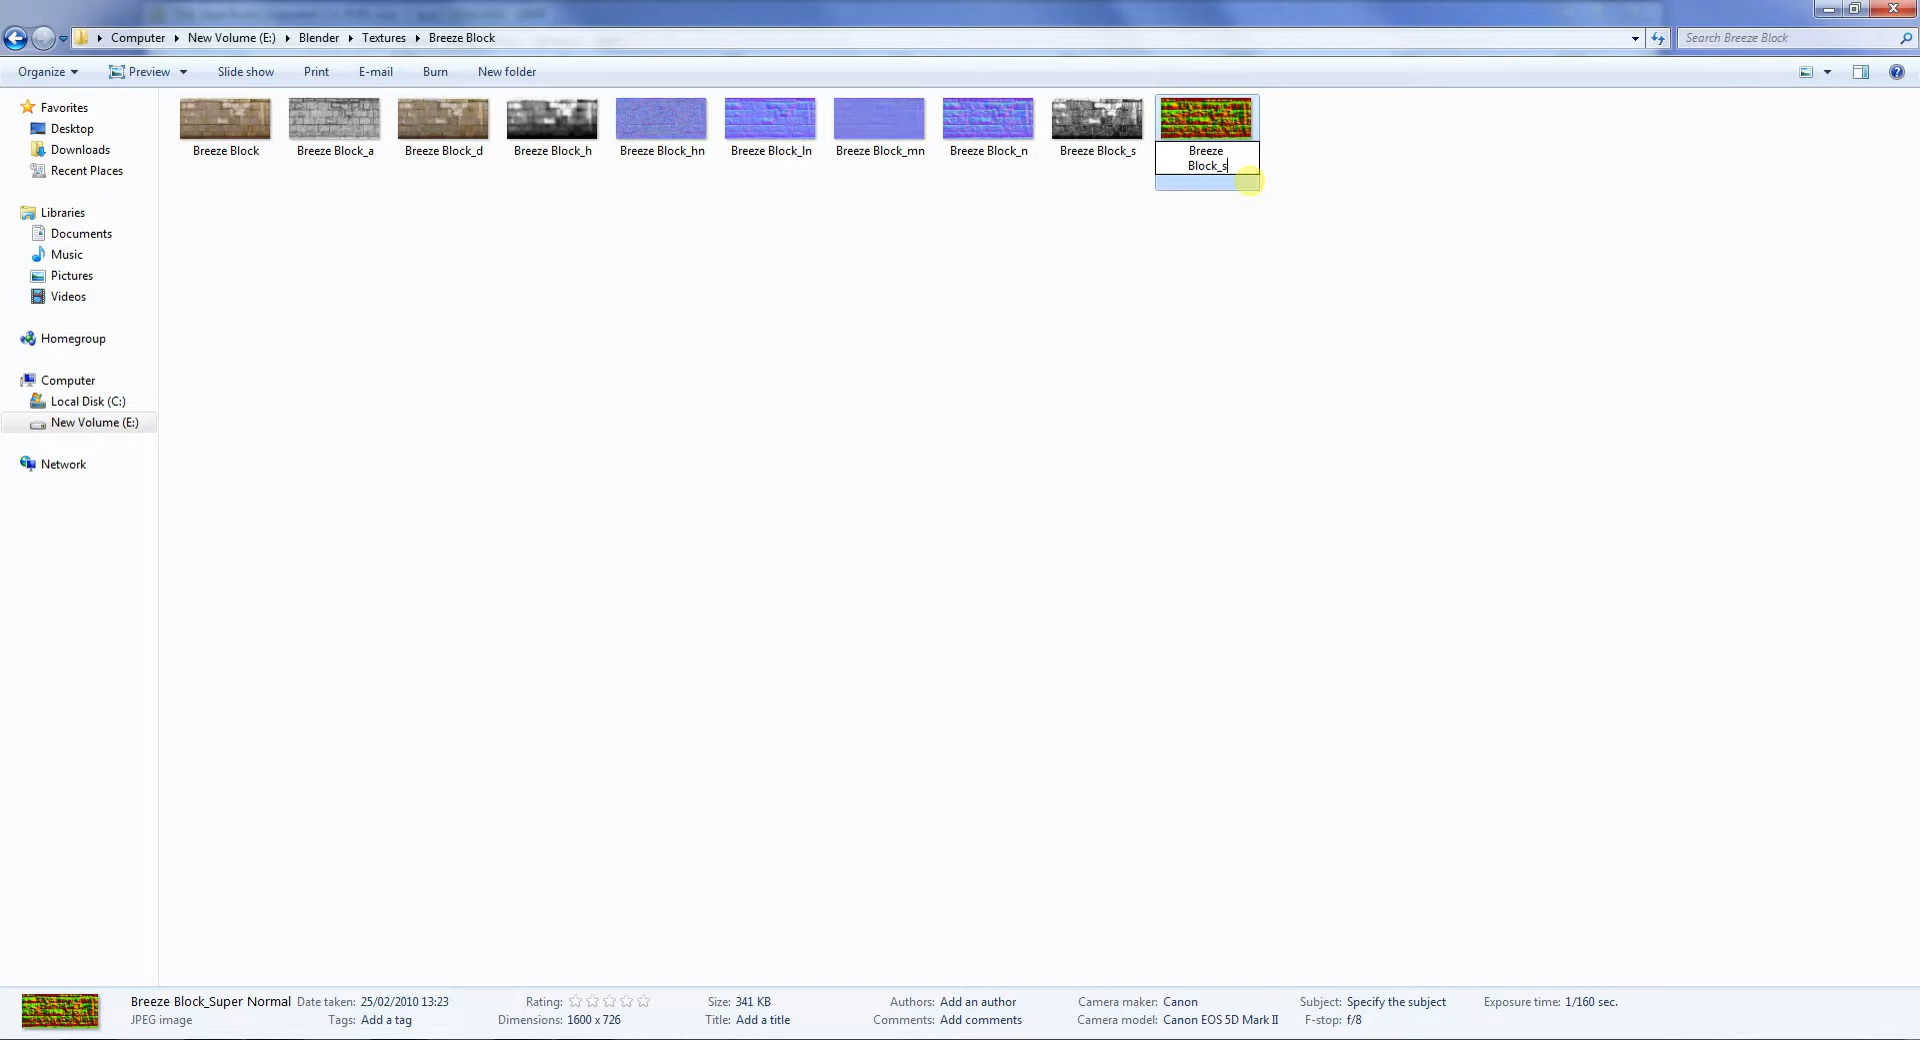 Computer New Volume (E:) Blender Textures Breeze Block
Search Breeze Block
Organize Preview Slide show Print E-mail Burn New folder
Favorites
Desktop
Downloads
Recent Places
Libraries
Documents
Music
Pictures
Videos
Homegroup
Computer
Local Disk (C:)
New Volume (E:)
Network
Breeze Block
Breeze Block_a
Breeze Block_d
Breeze Block_h
Breeze Block_hn
Breeze Block_ln
Breeze Block_mn
Breeze Block_n
Breeze Block_s
Breeze
Block_s
Breeze Block_Super Normal Date taken: 25/02/2010 13:23 Rating: Size: 341 KB Authors: Add an author Camera maker: Canon Subject: Specify the subject Exposure time: 1/160 sec.
JPEG image Tags: Add a tag Dimensions: 1600 x 726 Title: Add a title Comments: Add comments Camera model: Canon EOS 5D Mark II F-stop: f/8